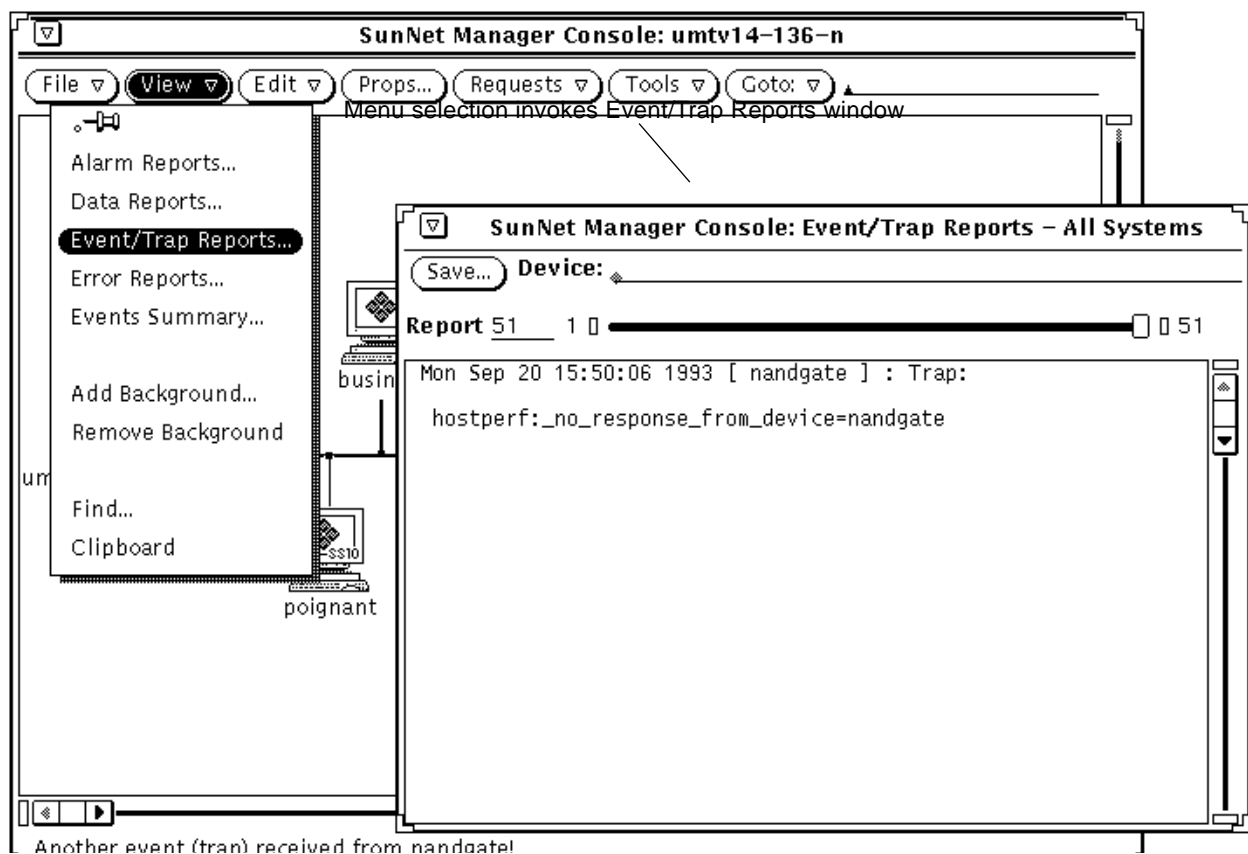 SunNet Manager Console: umtv14-136-n
File View Edit Props... Requests Tools Goto:
Menu selection invokes Event/Trap Reports window
Alarm Reports...
Data Reports...
Event/Trap Reports...
Error Reports...
Events Summary...
Add Background...
Remove Background
Find...
Clipboard
SunNet Manager Console: Event/Trap Reports - All Systems
Save... Device:
Report 51 1 51
Mon Sep 20 15:50:06 1993 [ nandgate ] : Trap:
hostperf:_no_response_from_device=nandgate
busin
um
-SS10
poignant
Another event (trap) received from nandgate!